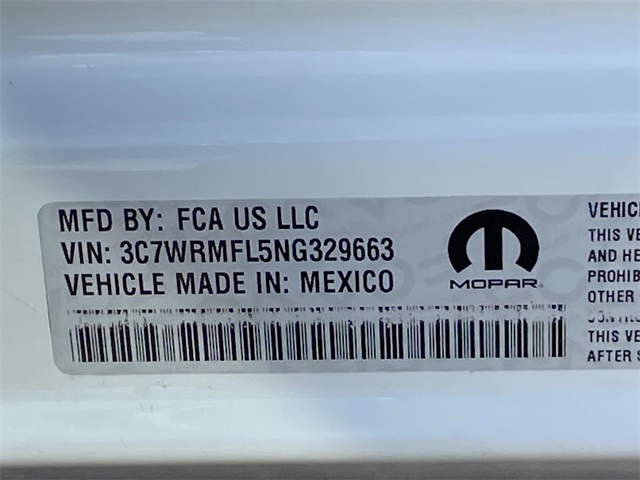 MFD BY: FCA US LLC
VIN: 3C7WRMFL5NG329663
VEHICLE MADE IN: MEXICO
MOPAR
VEHICL
THIS VE
AND HE
PROHIB
OTHER
THIS VE
AFTER S